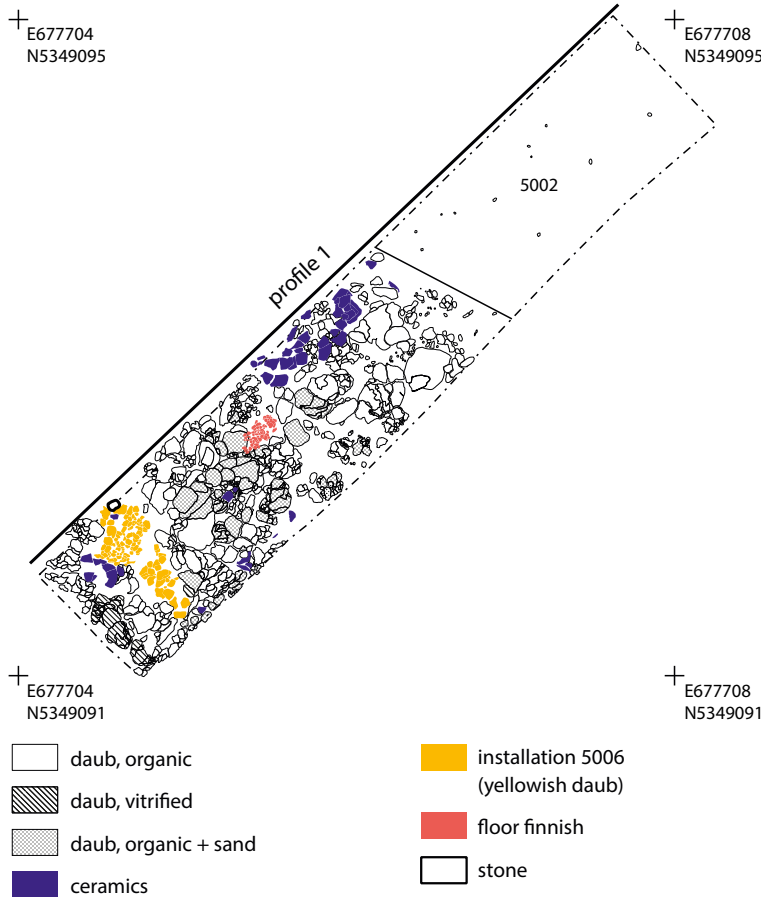 E677704
N5349095
E677708
N5349095
5002
profile 1
E677704
N5349091
E677708
N5349091
daub, organic
daub, vitrified
daub, organic + sand
ceramics
installation 5006
(yellowish daub)
floor finnish
stone